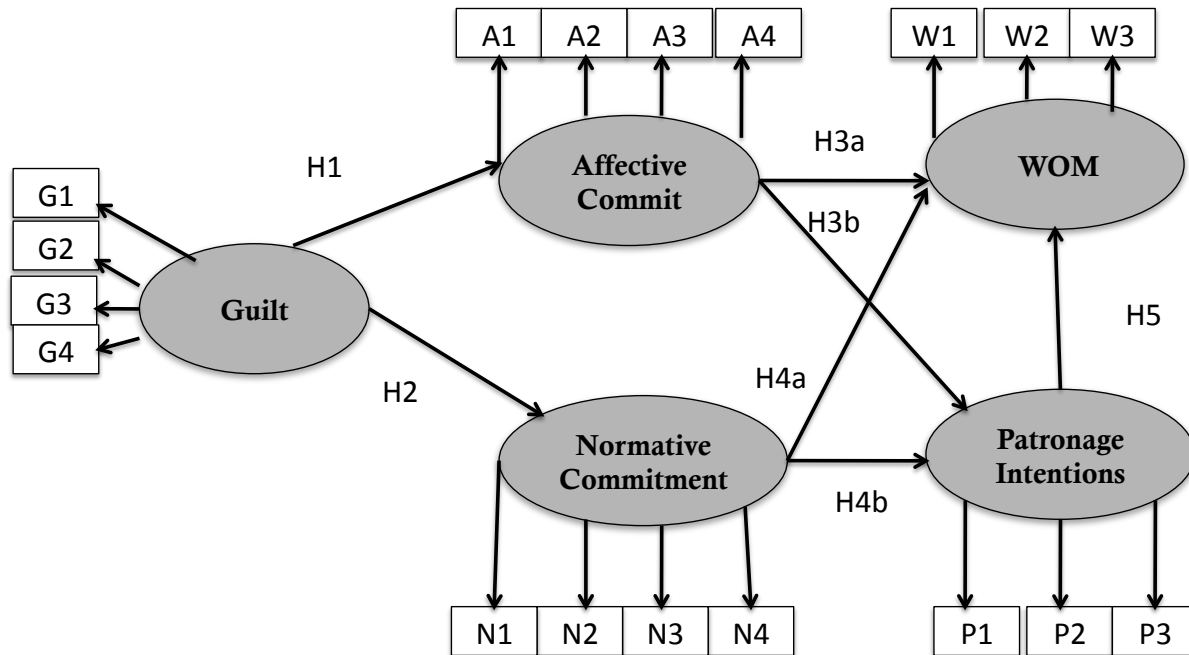 A1 A2 A3 A4
W1 W2 W3
H1
H3a
Affective
Commit
WOM
G1
G2
G3
G4
H3b
Guilt
H5
H2
H4a
Normative
Commitment
Patronage
Intentions
H4b
N1 N2 N3 N4
P1 P2 P3